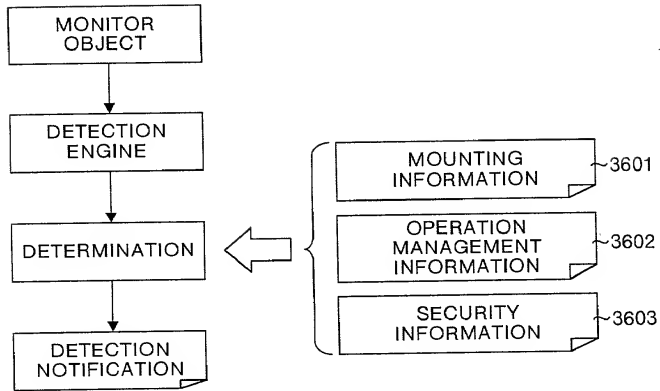 MONITOR
OBJECT
DETECTION
ENGINE
DETERMINATION
DETECTION
NOTIFICATION
MOUNTING
INFORMATION
3601
OPERATION
MANAGEMENT
INFORMATION
3602
SECURITY
INFORMATION
3603